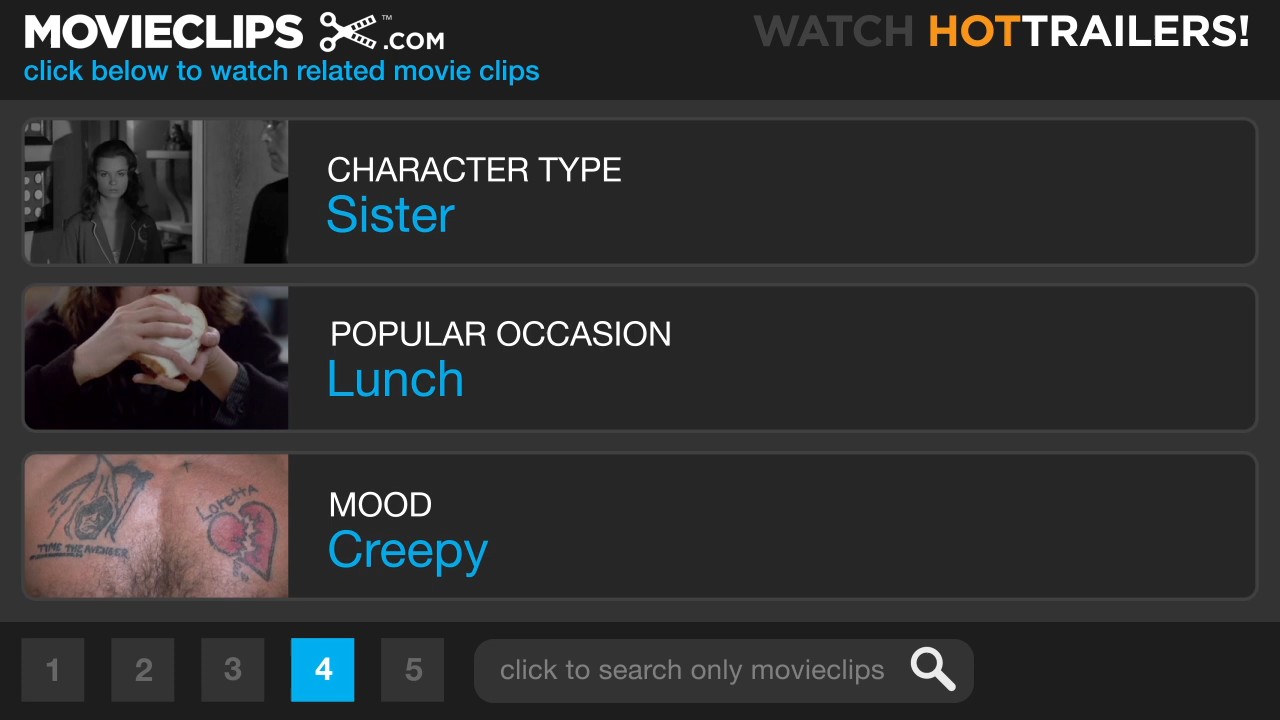 MOVIECLIPS ™ .COM
WATCH HOTTRAILERS!
click below to watch related movie clips
CHARACTER TYPE
Sister
POPULAR OCCASION
Lunch
Loretta
TIME THE AVENGER
MOOD
Creepy
1 2 3 4 5
click to search only movieclips